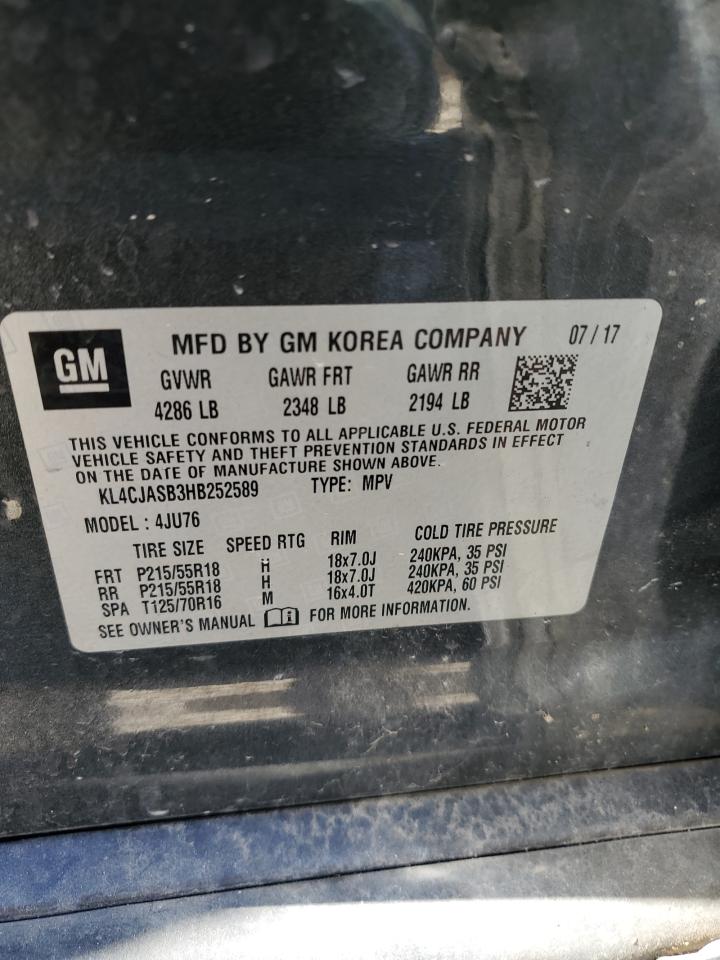 GM MFD BY GM KOREA COMPANY 07/17
GVWR GAWR FRT GAWR RR
4286 LB 2348 LB 2194 LB
THIS VEHICLE CONFORMS TO ALL APPLICABLE U.S. FEDERAL MOTOR
VEHICLE SAFETY AND THEFT PREVENTION STANDARDS IN EFFECT
ON THE DATE OF MANUFACTURE SHOWN ABOVE.
KL4CJASB3HB252589 TYPE: MPV
MODEL : 4JU76
TIRE SIZE SPEED RTG RIM COLD TIRE PRESSURE
FRT P215/55R18 H 18x7.0J 240KPA, 35 PSI
RR P215/55R18 H 18x7.0J 240KPA, 35 PSI
SPA T125/70R16 M 16x4.0T 420KPA, 60 PSI
SEE OWNER'S MANUAL FOR MORE INFORMATION.